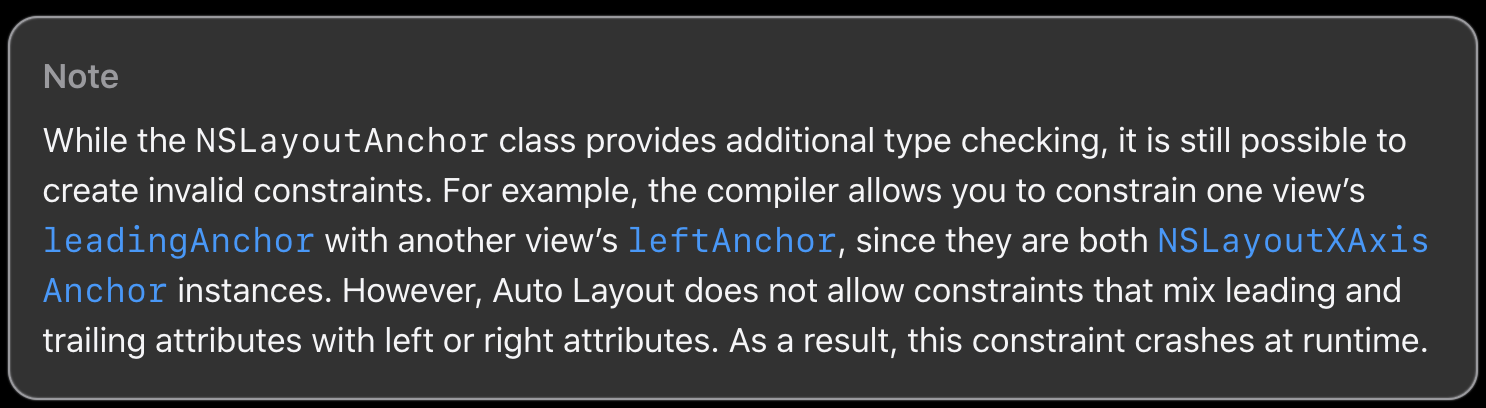 Note
While the NSLayoutAnchor class provides additional type checking, it is still possible to
create invalid constraints. For example, the compiler allows you to constrain one view’s
leadingAnchor with another view’s leftAnchor, since they are both NSLayoutXAxis
Anchor instances. However, Auto Layout does not allow constraints that mix leading and
trailing attributes with left or right attributes. As a result, this constraint crashes at runtime.